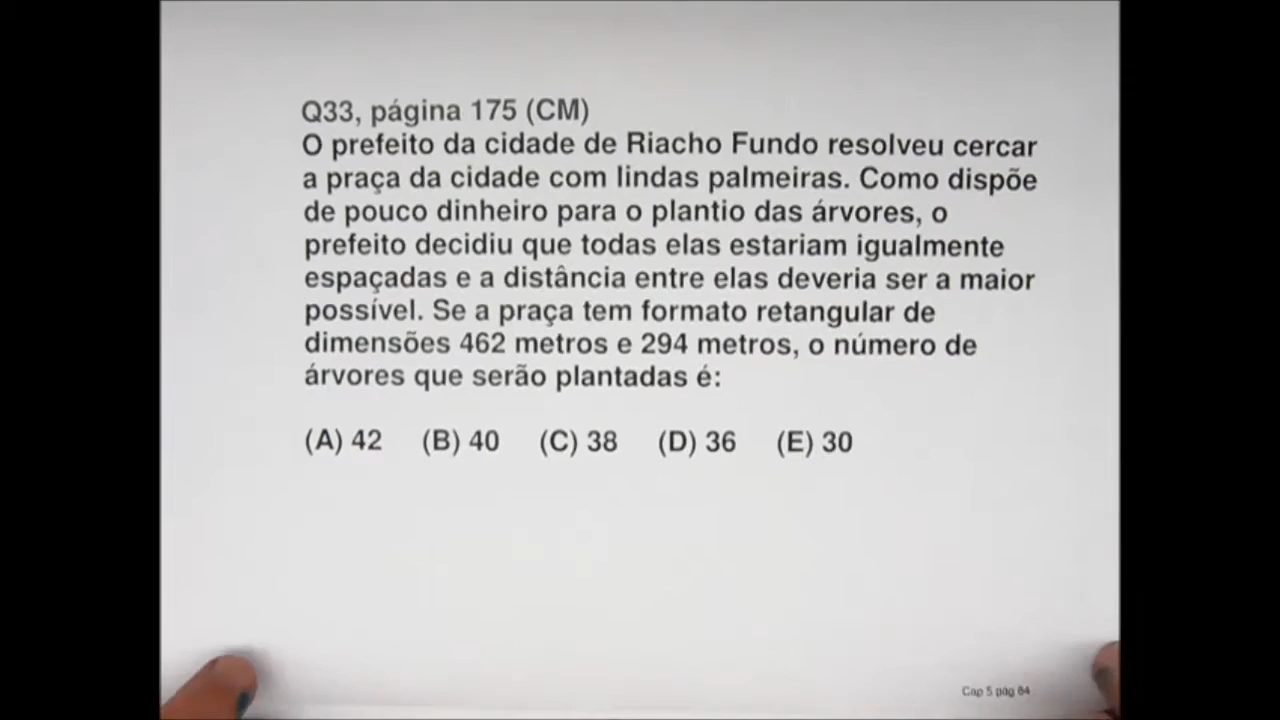 Q33, página 175 (CM)
O prefeito da cidade de Riacho Fundo resolveu cercar
a praça da cidade com lindas palmeiras. Como dispõe
de pouco dinheiro para o plantio das árvores, o
prefeito decidiu que todas elas estariam igualmente
espaçadas e a distância entre elas deveria ser a maior
possível. Se a praça tem formato retangular de
dimensões 462 metros e 294 metros, o número de
árvores que serão plantadas é:
(A) 42 (B) 40 (C) 38 (D) 36 (E) 30
Cap 5 pág 84